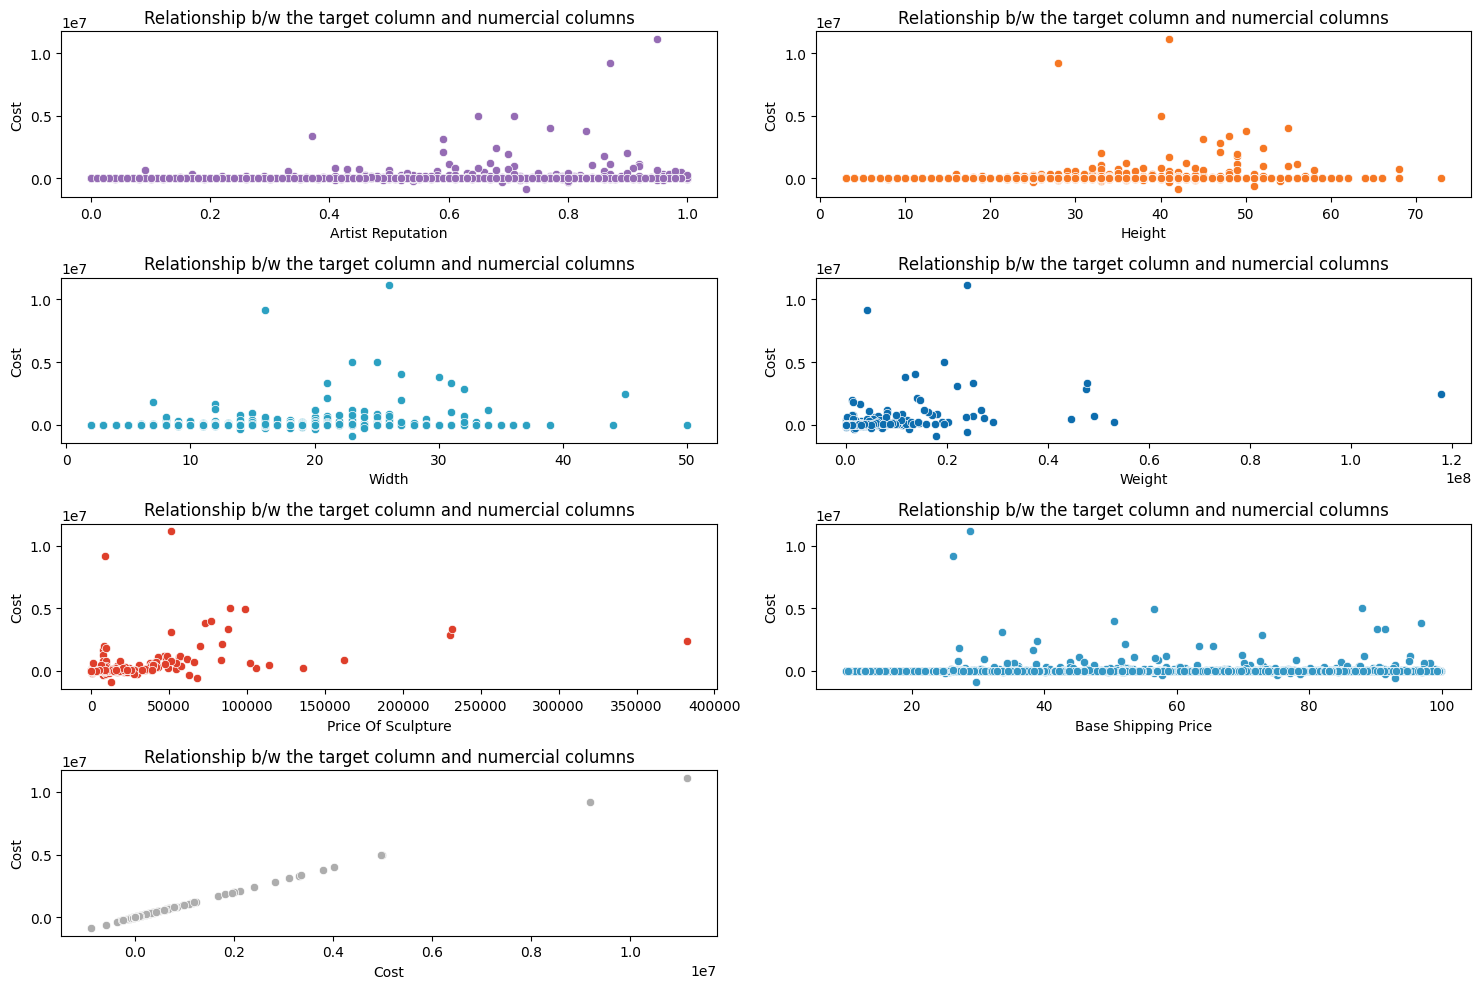 Relationship b/w the target column and numercial columns
1e7
1.0
0.5
0.0
Cost
0.0 0.2 0.4 0.6 0.8 1.0
Artist Reputation
Relationship b/w the target column and numercial columns
1e7
1.0
0.5
0.0
Cost
0 10 20 30 40 50 60 70
Height
Relationship b/w the target column and numercial columns
1e7
1.0
0.5
0.0
Cost
0 10 20 30 40 50
Width
Relationship b/w the target column and numercial columns
1e7
1.0
0.5
0.0
Cost
0.0 0.2 0.4 0.6 0.8 1.0 1.2
1e8
Weight
Relationship b/w the target column and numercial columns
1e7
1.0
0.5
0.0
Cost
0 50000 100000 150000 200000 250000 300000 350000 400000
Price Of Sculpture
Relationship b/w the target column and numercial columns
1e7
1.0
0.5
0.0
Cost
20 40 60 80 100
Base Shipping Price
Relationship b/w the target column and numercial columns
1e7
1.0
0.5
0.0
Cost
0.0 0.2 0.4 0.6 0.8 1.0
1e7
Cost